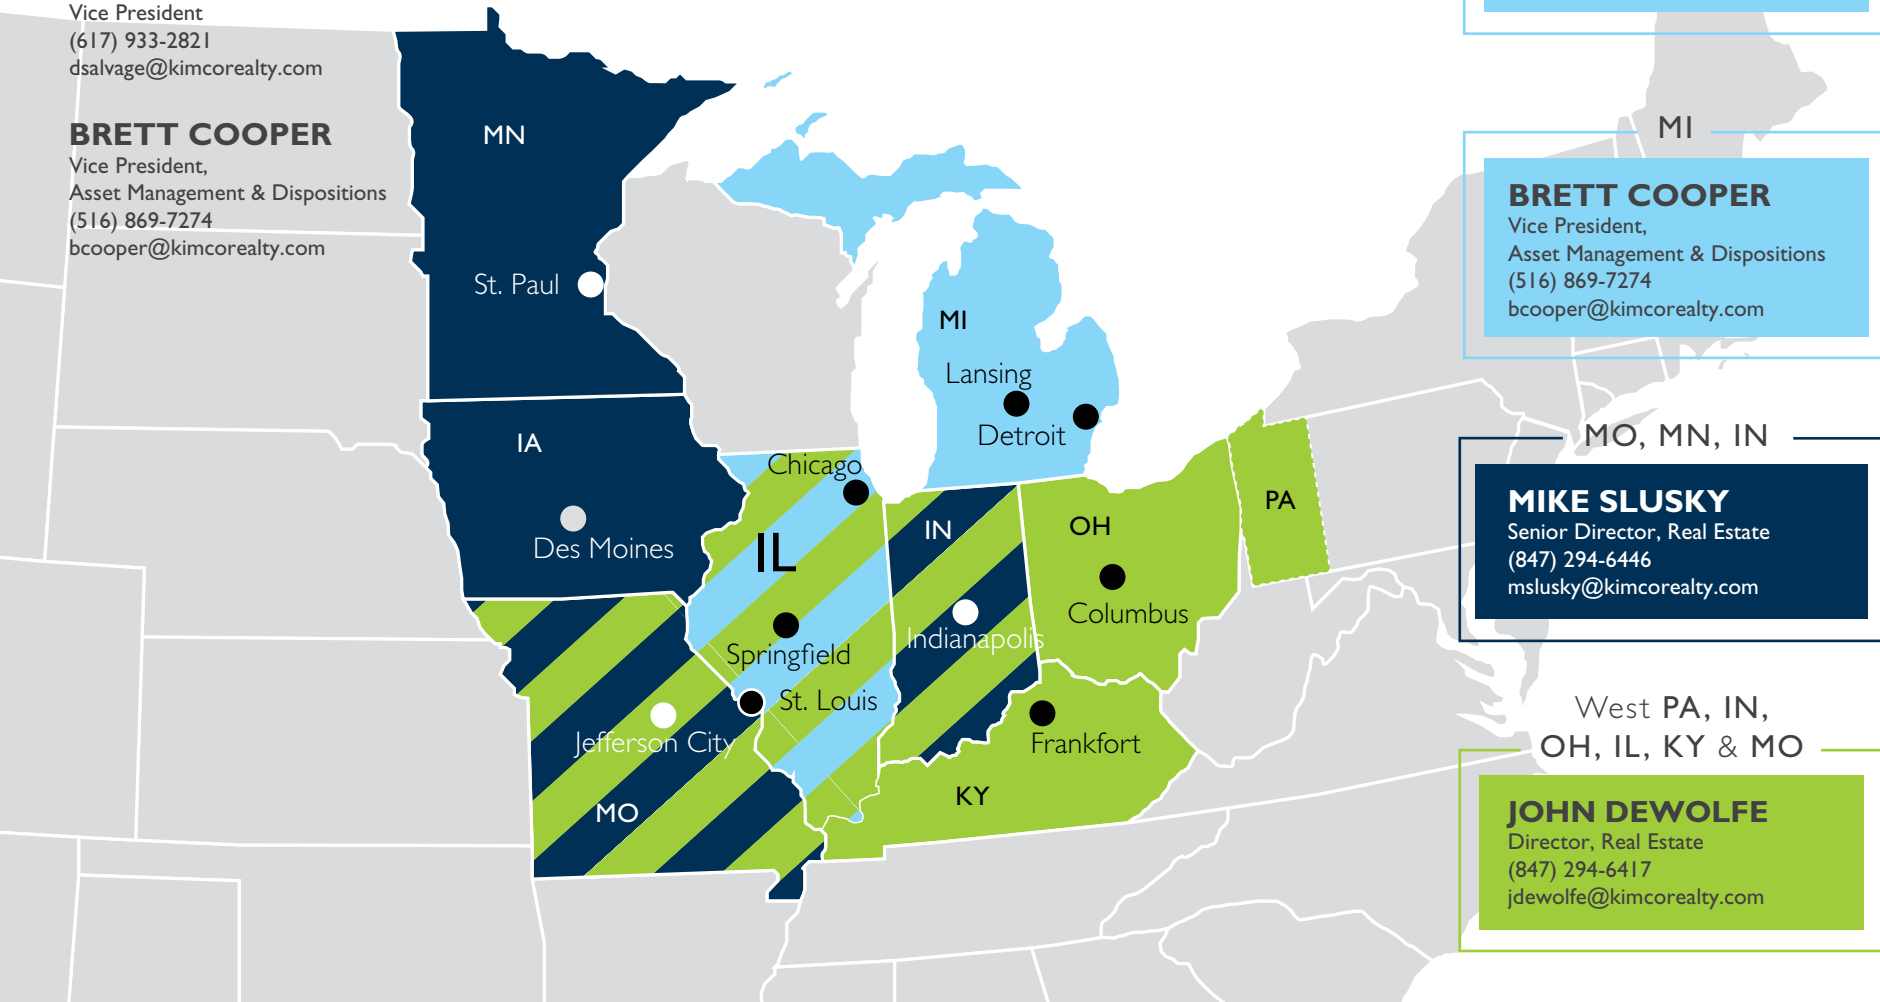 Vice President
(617) 933-2821
dsalvage@kimcorealty.com
BRETT COOPER
Vice President,
Asset Management & Dispositions
(516) 869-7274
bcooper@kimcorealty.com
MN
St. Paul
IA
Des Moines
MI
Lansing
Detroit
Chicago
IL
Springfield
St. Louis
IN
Indianapolis
OH
Columbus
PA
Jefferson City
MO
Frankfort
KY
MI
BRETT COOPER
Vice President,
Asset Management & Dispositions
(516) 869-7274
bcooper@kimcorealty.com
MO, MN, IN
MIKE SLUSKY
Senior Director, Real Estate
(847) 294-6446
mslusky@kimcorealty.com
West PA, IN,
OH, IL, KY & MO
JOHN DEWOLFE
Director, Real Estate
(847) 294-6417
jdewolfe@kimcorealty.com